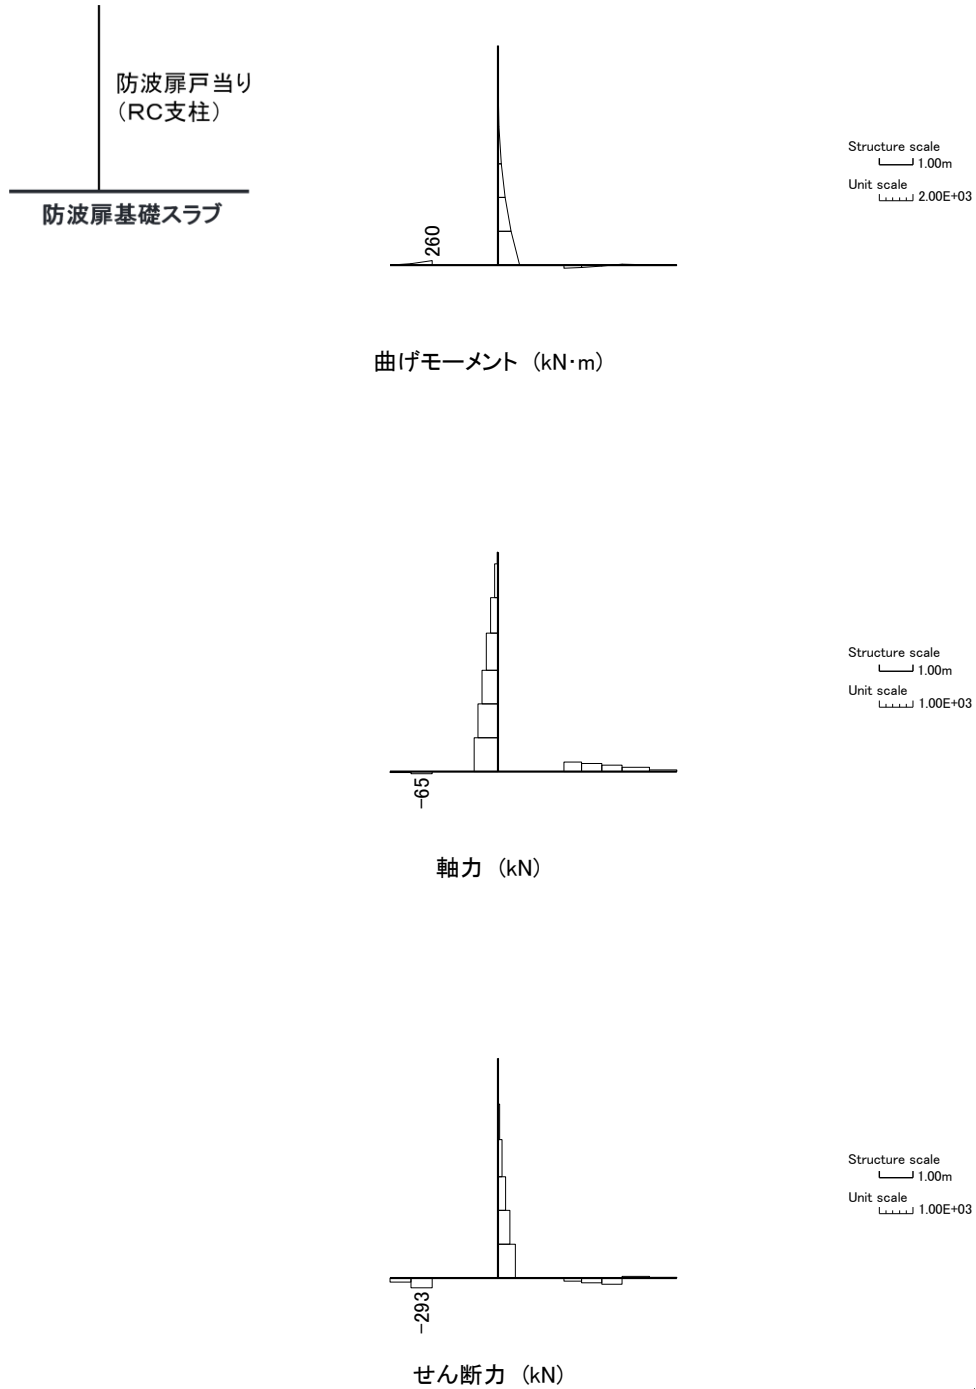 防波扉戸当り
（RC支柱）
防波扉基礎スラブ
Structure scale
1.00m
Unit scale
2.00E+03
260
曲げモーメント (kN･m)
Structure scale
1.00m
Unit scale
1.00E+03
-65
軸力 (kN)
Structure scale
1.00m
Unit scale
1.00E+03
-293
せん断力 (kN)